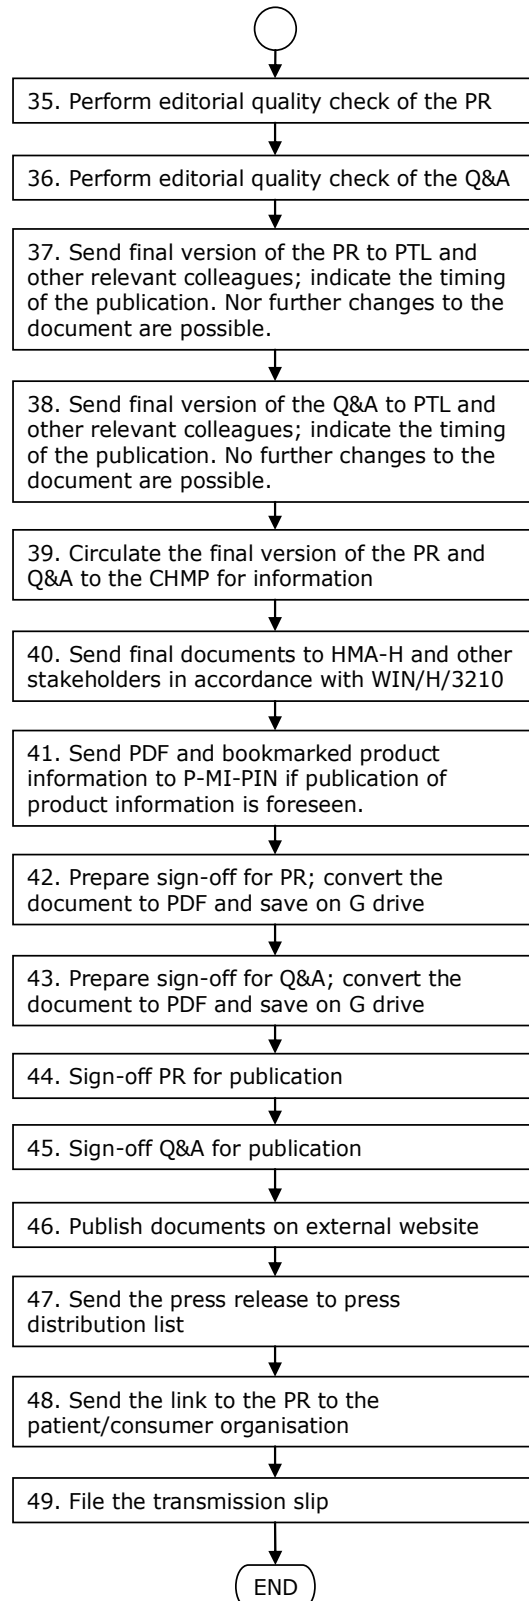 35. Perform editorial quality check of the PR
36. Perform editorial quality check of the Q&A
37. Send final version of the PR to PTL and
other relevant colleagues; indicate the timing
of the publication. Nor further changes to the
document are possible.
38. Send final version of the Q&A to PTL and
other relevant colleagues; indicate the timing
of the publication. No further changes to the
document are possible.
39. Circulate the final version of the PR and
Q&A to the CHMP for information
40. Send final documents to HMA-H and other
stakeholders in accordance with WIN/H/3210
41. Send PDF and bookmarked product
information to P-MI-PIN if publication of
product information is foreseen.
42. Prepare sign-off for PR; convert the
document to PDF and save on G drive
43. Prepare sign-off for Q&A; convert the
document to PDF and save on G drive
44. Sign-off PR for publication
45. Sign-off Q&A for publication
46. Publish documents on external website
47. Send the press release to press
distribution list
48. Send the link to the PR to the
patient/consumer organisation
49. File the transmission slip
END